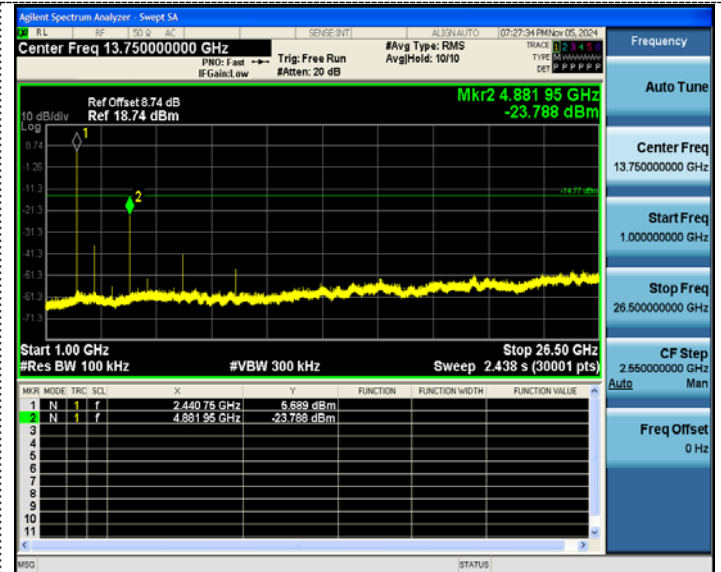 Agilent Spectrum Analyzer - Swept SA
RL RF 50 Ω AC SENSE:INT ALIGN AUTO 07:27:34 PM Nov 05, 2024
Center Freq 13.750000000 GHz
PNO: Fast
IFGain:Low
Trig: Free Run
#Atten: 20 dB
#Avg Type: RMS
Avg|Hold: 10/10
TRACE 1 2 3 4 5 6
TYPE M
DET P P P P P P
Mkr2 4.881 95 GHz
-23.788 dBm
Ref Offset 8.74 dB
10 dB/div Ref 18.74 dBm
Log
8.74
-1.26
-11.3
-21.3
-31.3
-41.3
-51.3
-61.3
-71.3
1
2
-14.77 dBm
Start 1.00 GHz Stop 26.50 GHz
#Res BW 100 kHz #VBW 300 kHz Sweep 2.438 s (30001 pts)
MKR MODE TRC SCL X Y FUNCTION FUNCTION WIDTH FUNCTION VALUE
1 N 1 f 2.440 75 GHz 5.689 dBm
2 N 1 f 4.881 95 GHz -23.788 dBm
3
4
5
6
7
8
9
10
11
MSG STATUS
Frequency
Auto Tune
Center Freq
13.750000000 GHz
Start Freq
1.000000000 GHz
Stop Freq
26.500000000 GHz
CF Step
2.550000000 GHz
Auto Man
Freq Offset
0 Hz